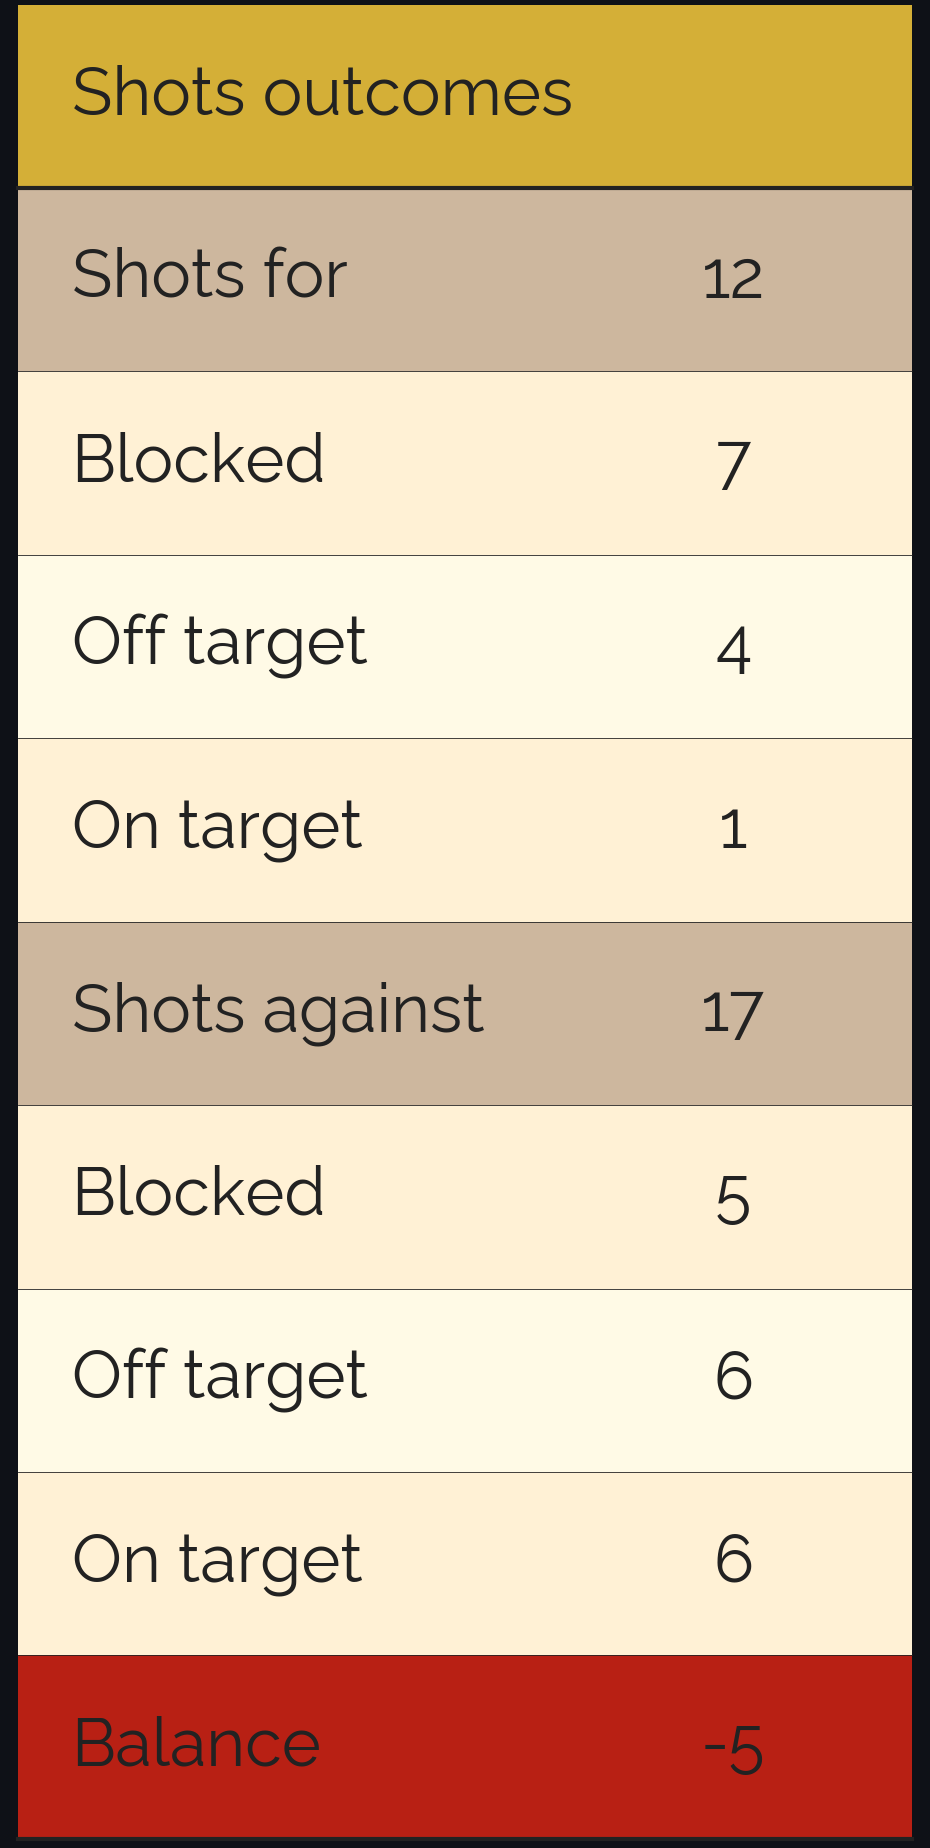 Shots outcomes
Shots for 12
Blocked 7
Off target 4
On target 1
Shots against 17
Blocked 5
Off target 6
On target 6
Balance -5